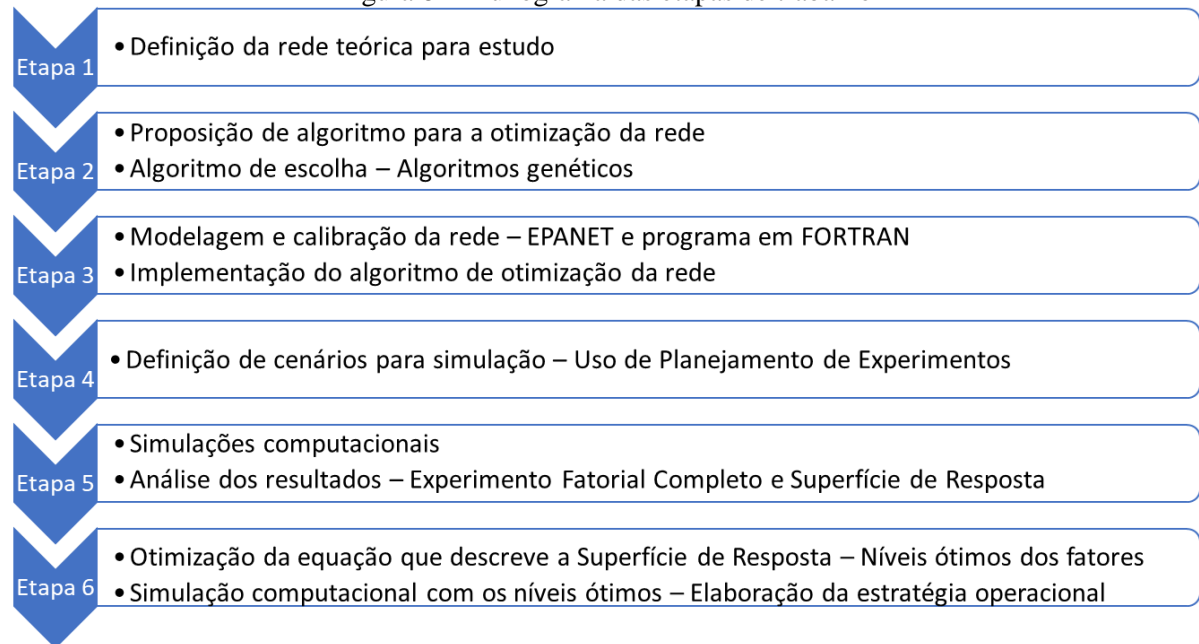 Etapa 1
• Definição da rede teórica para estudo
Etapa 2
• Proposição de algoritmo para a otimização da rede
• Algoritmo de escolha – Algoritmos genéticos
Etapa 3
• Modelagem e calibração da rede – EPANET e programa em FORTRAN
• Implementação do algoritmo de otimização da rede
Etapa 4
• Definição de cenários para simulação – Uso de Planejamento de Experimentos
Etapa 5
• Simulações computacionais
• Análise dos resultados – Experimento Fatorial Completo e Superfície de Resposta
Etapa 6
• Otimização da equação que descreve a Superfície de Resposta – Níveis ótimos dos fatores
• Simulação computacional com os níveis ótimos – Elaboração da estratégia operacional